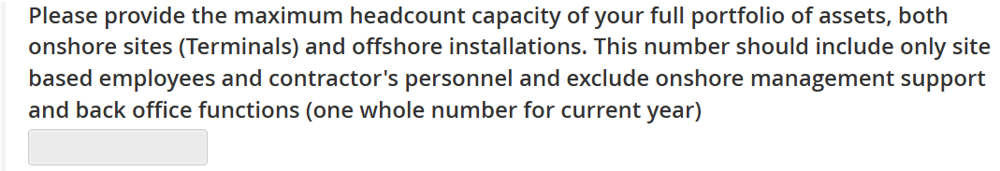 Please provide the maximum headcount capacity of your full portfolio of assets, both
onshore sites (Terminals) and offshore installations. This number should include only site
based employees and contractor's personnel and exclude onshore management support
and back office functions (one whole number for current year)